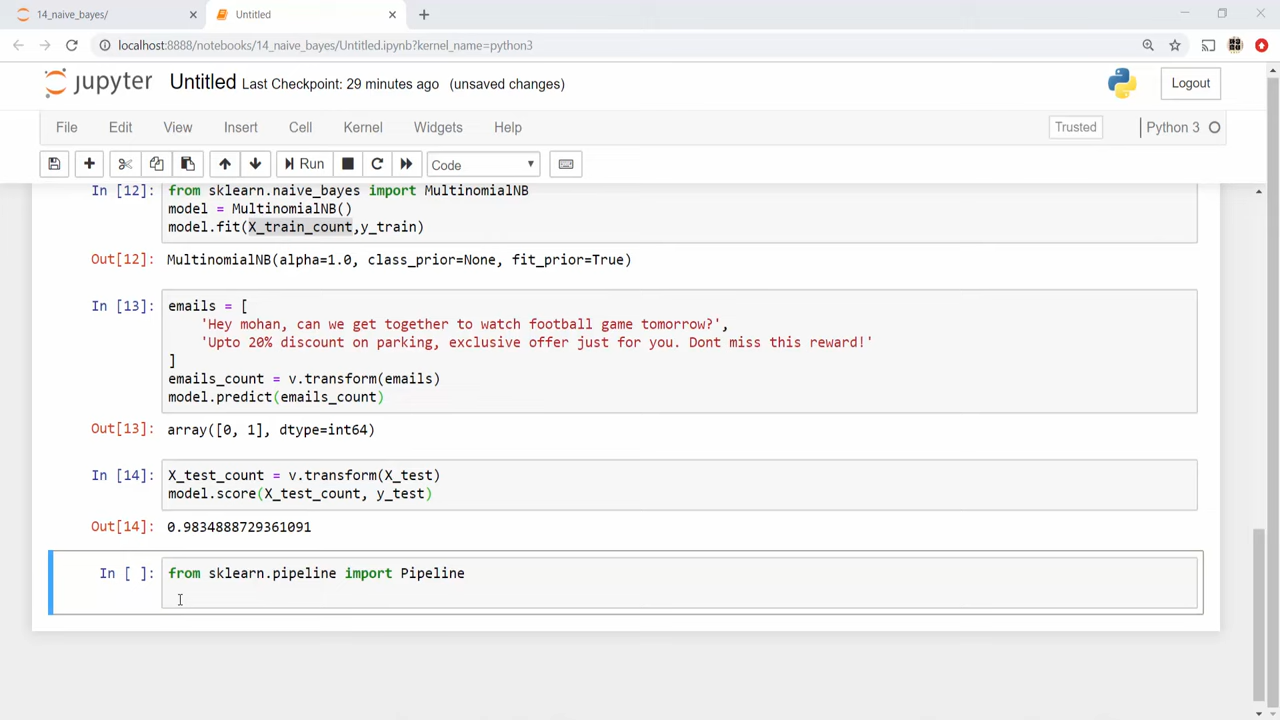 14_naive_bayes/
Untitled
localhost:8888/notebooks/14_naive_bayes/Untitled.ipynb?kernel_name=python3
jupyter Untitled Last Checkpoint: 29 minutes ago (unsaved changes)
Logout
File Edit View Insert Cell Kernel Widgets Help
Trusted
Python 3
Run
Code
In [12]: from sklearn.naive_bayes import MultinomialNB
model = MultinomialNB()
model.fit(X_train_count,y_train)
Out[12]: MultinomialNB(alpha=1.0, class_prior=None, fit_prior=True)
In [13]: emails = [
'Hey mohan, can we get together to watch football game tomorrow?',
'Upto 20% discount on parking, exclusive offer just for you. Dont miss this reward!'
]
emails_count = v.transform(emails)
model.predict(emails_count)
Out[13]: array([0, 1], dtype=int64)
In [14]: X_test_count = v.transform(X_test)
model.score(X_test_count, y_test)
Out[14]: 0.9834888729361091
In [ ]: from sklearn.pipeline import Pipeline